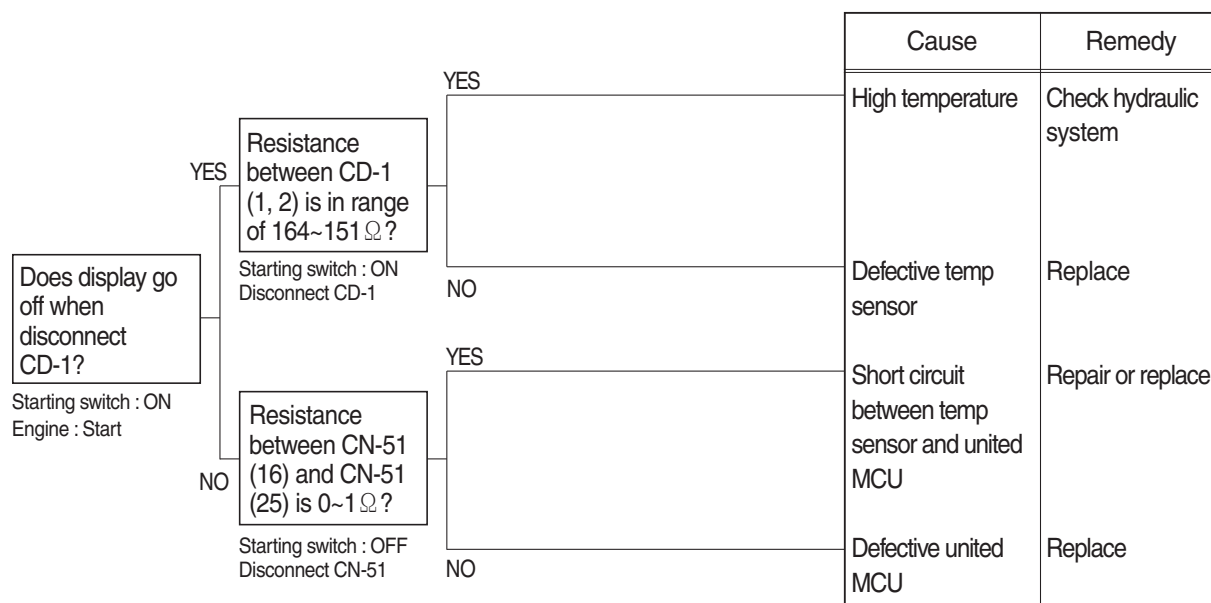 Cause
Remedy
Does display go
off when
disconnect
CD-1?
Starting switch : ON
Engine : Start
YES
Resistance
between CD-1
(1, 2) is in range
of 164~151Ω?
Starting switch : ON
Disconnect CD-1
YES
High temperature
Check hydraulic
system
NO
Defective temp
sensor
Replace
NO
Resistance
between CN-51
(16) and CN-51
(25) is 0~1Ω?
Starting switch : OFF
Disconnect CN-51
YES
Short circuit
between temp
sensor and united
MCU
Repair or replace
NO
Defective united
MCU
Replace